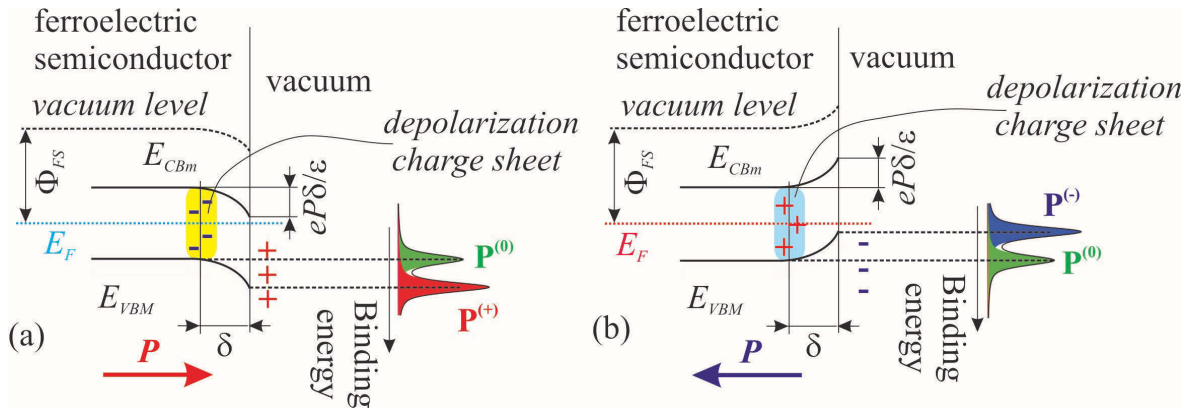 ferroelectric
semiconductor
vacuum
vacuum level
depolarization
charge sheet
E_CBm
Φ_FS
ePδ/ε
E_F
P(0)
P(+)
E_VBM
Binding
energy
δ
(a)
P
ferroelectric
semiconductor
vacuum
vacuum level
depolarization
charge sheet
E_CBm
Φ_FS
ePδ/ε
P(-)
E_F
P(0)
E_VBM
Binding
energy
δ
(b)
P